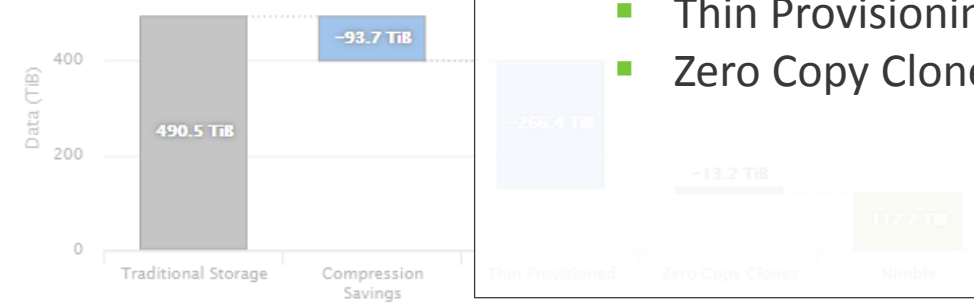 Thin Provisionin
Zero Copy Clone
−93.7 TiB
400
Data (TiB)
490.5 TiB
−266.4 TiB
200
−13.2 TiB
117.2 TiB
0
Traditional Storage
Compression
Savings
Thin Provisioned
Zero Copy Clones
Nimble